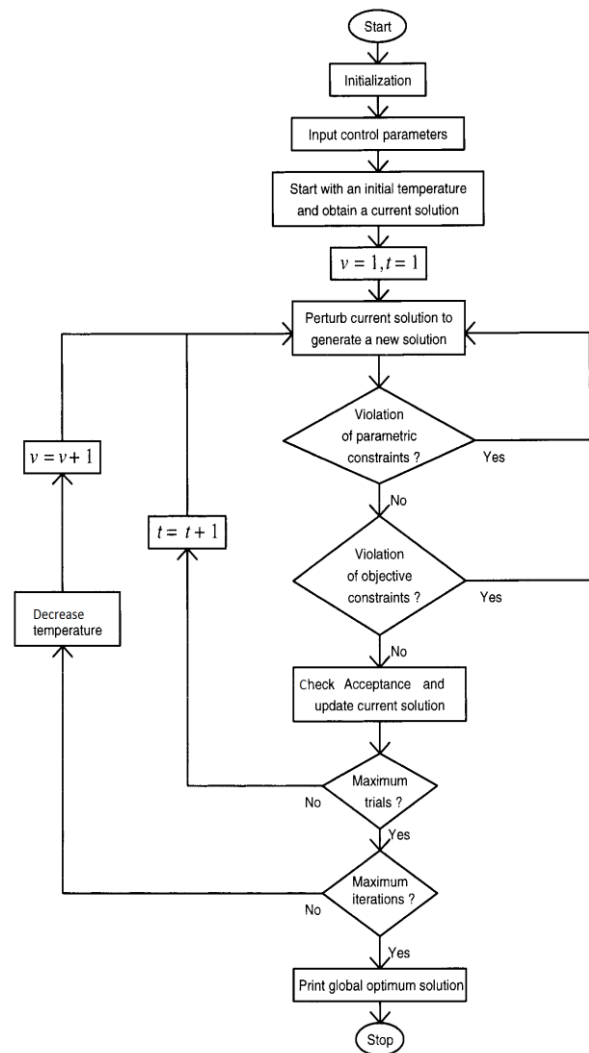 Start
Initialization
Input control parameters
Start with an initial temperature
and obtain a current solution
v = 1, t = 1
Perturb current solution to
generate a new solution
Violation
of parametric
constraints ?
Yes
No
v = v + 1
t = t + 1
Violation
of objective
constraints ?
Yes
No
Decrease
temperature
Check Acceptance and
update current solution
Maximum
trials ?
No
Yes
Maximum
iterations ?
No
Yes
Print global optimum solution
Stop